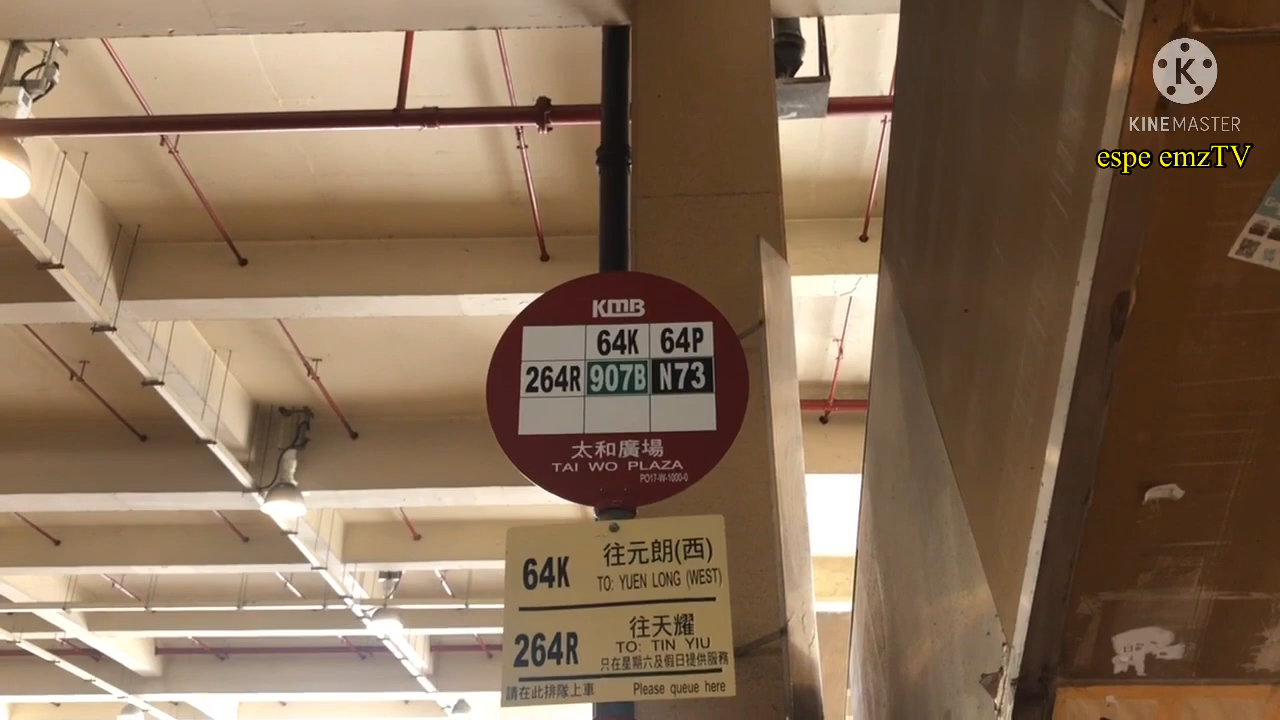 K
KINEMASTER
espe emzTV
KMB
64K 64P
264R 907B N73
太和廣場
TAI WO PLAZA
PO17-W-1000-0
64K 往元朗(西)
TO: YUEN LONG (WEST)
264R 往天耀
TO: TIN YIU
只在星期六及假日提供服務
請在此排隊上車 Please queue here